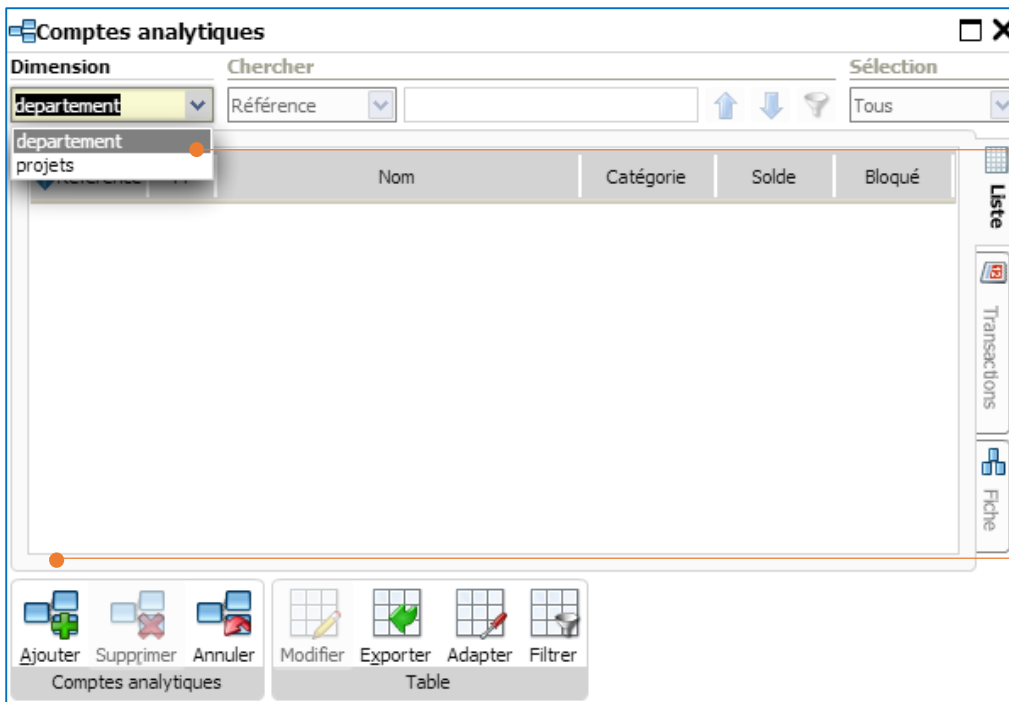 Comptes analytiques
Dimension Chercher Sélection
departement Référence Tous
departement
projets
Référence Nom Catégorie Solde Bloqué
Liste
Transactions
Fiche
Ajouter Supprimer Annuler Modifier Exporter Adapter Filtrer
Comptes analytiques Table